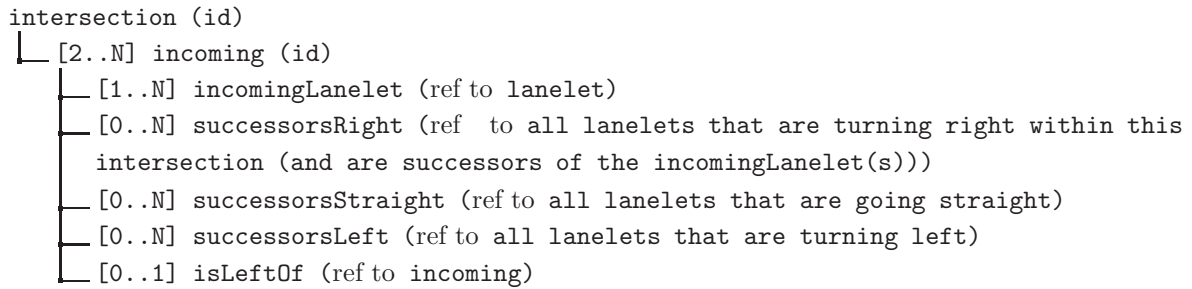 intersection (id)
[2..N] incoming (id)
[1..N] incomingLanelet (ref to lanelet)
[0..N] successorsRight (ref to all lanelets that are turning right within this
intersection (and are successors of the incomingLanelet(s)))
[0..N] successorsStraight (ref to all lanelets that are going straight)
[0..N] successorsLeft (ref to all lanelets that are turning left)
[0..1] isLeftOf (ref to incoming)